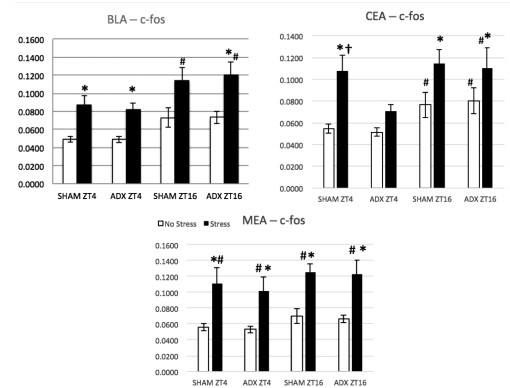 BLA – c-fos
0.1600
0.1400
0.1200
0.1000
0.0800
0.0600
0.0400
0.0200
0.0000
* * # *#
SHAM ZT4 ADX ZT4 SHAM ZT16 ADX ZT16
CEA – c-fos
0.1400
0.1200
0.1000
0.0800
0.0600
0.0400
0.0200
0.0000
*† # * # # *
SHAM ZT4 ADX ZT4 SHAM ZT16 ADX ZT16
No Stress Stress
MEA – c-fos
0.1600
0.1400
0.1200
0.1000
0.0800
0.0600
0.0400
0.0200
0.0000
*# # * #* # *
SHAM ZT4 ADX ZT4 SHAM ZT16 ADX ZT16